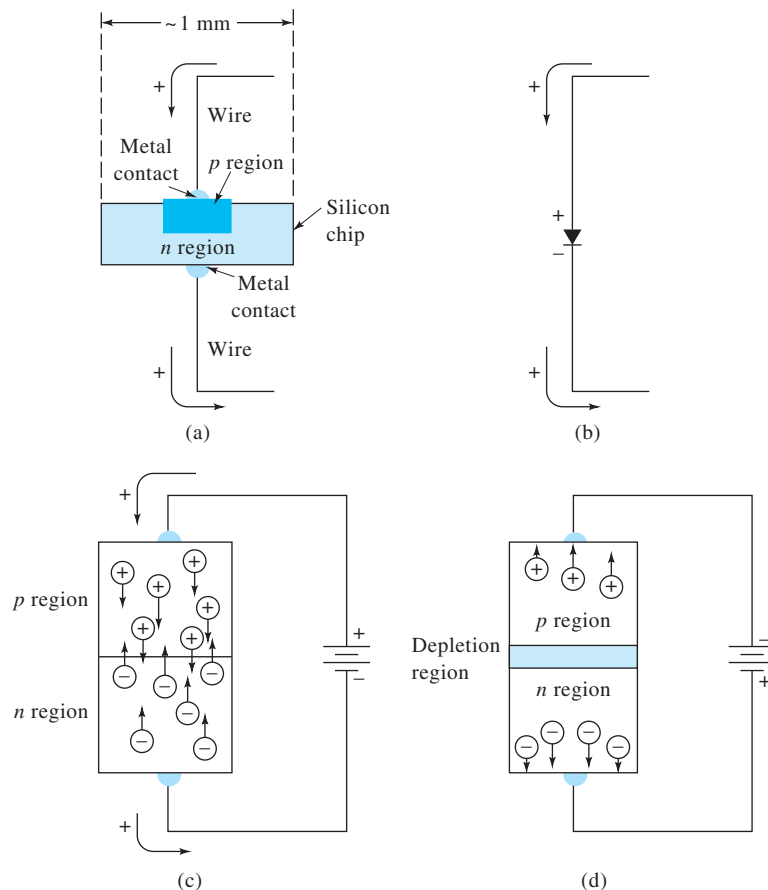 ~1 mm
+
Wire
Metal
contact
p region
Silicon
chip
n region
Metal
contact
Wire
+
(a)
+
+
−
+
(b)
+
p region
n region
+ + + + + +
− − − − − −
+
−
+
(c)
+ + +
p region
Depletion
region
n region
− − − −
−
+
(d)